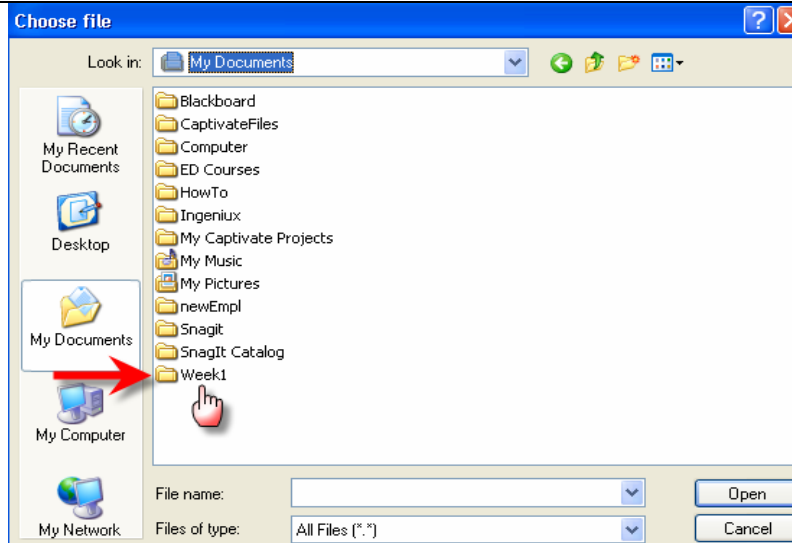 Choose file
Look in: My Documents
My Recent
Documents
Desktop
My Documents
My Computer
My Network
Blackboard
CaptivateFiles
Computer
ED Courses
HowTo
Ingeniux
My Captivate Projects
My Music
My Pictures
newEmpl
Snagit
SnagIt Catalog
Week1
File name: Open
Files of type: All Files (*.*) Cancel